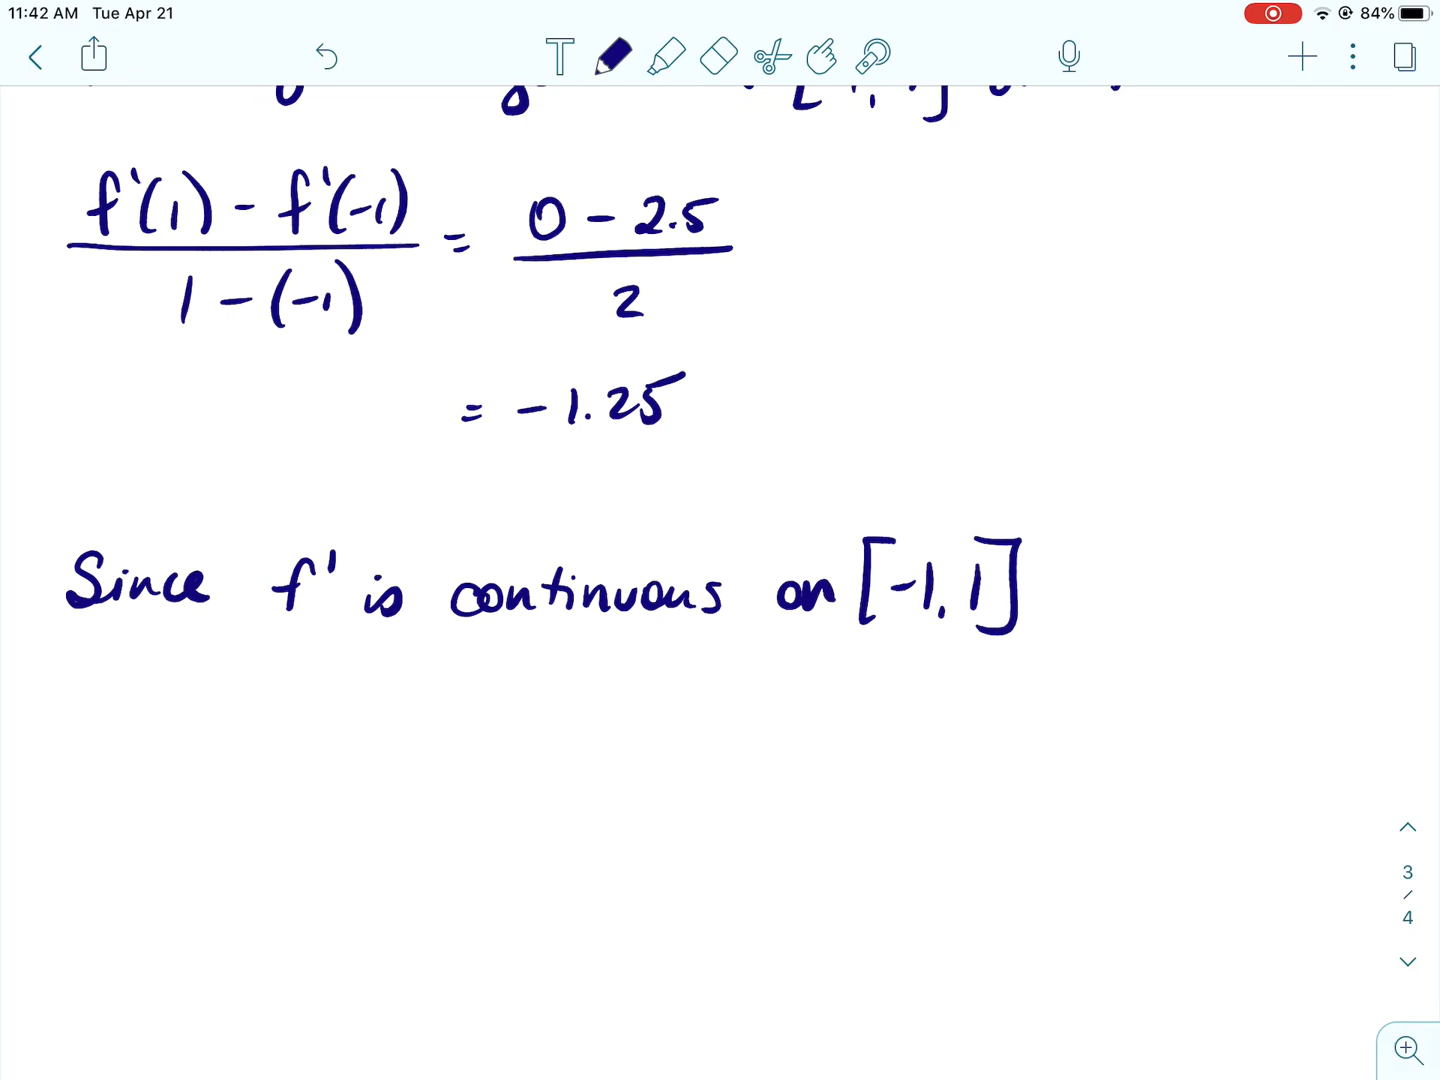 11:42 AM Tue Apr 21 84%
T
f'(1) - f'(-1) / 1 - (-1) = 0 - 2.5 / 2
= -1.25
Since f' is continuous on [-1, 1]
3
/
4